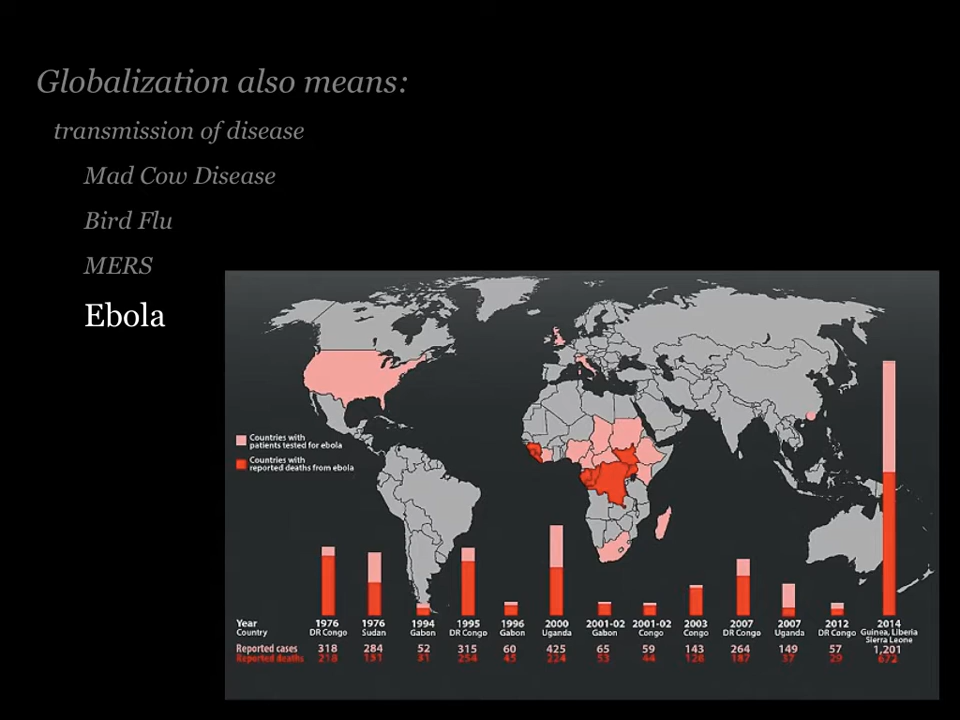 Globalization also means:
transmission of disease
Mad Cow Disease
Bird Flu
MERS
Ebola
Countries with
patients tested for ebola
Countries with
reported deaths from ebola
Year 1976 1976 1994 1995 1996 2000 2001-02 2001-02 2003 2007 2007 2012 2014
Country DR Congo Sudan Gabon DR Congo Gabon Uganda Gabon Congo Congo DR Congo Uganda DR Congo Guinea, Liberia
Sierra Leone
Reported cases 318 284 52 315 60 425 65 59 143 264 149 57 1,201
Reported deaths 218 151 31 254 45 224 53 44 128 187 37 29 672